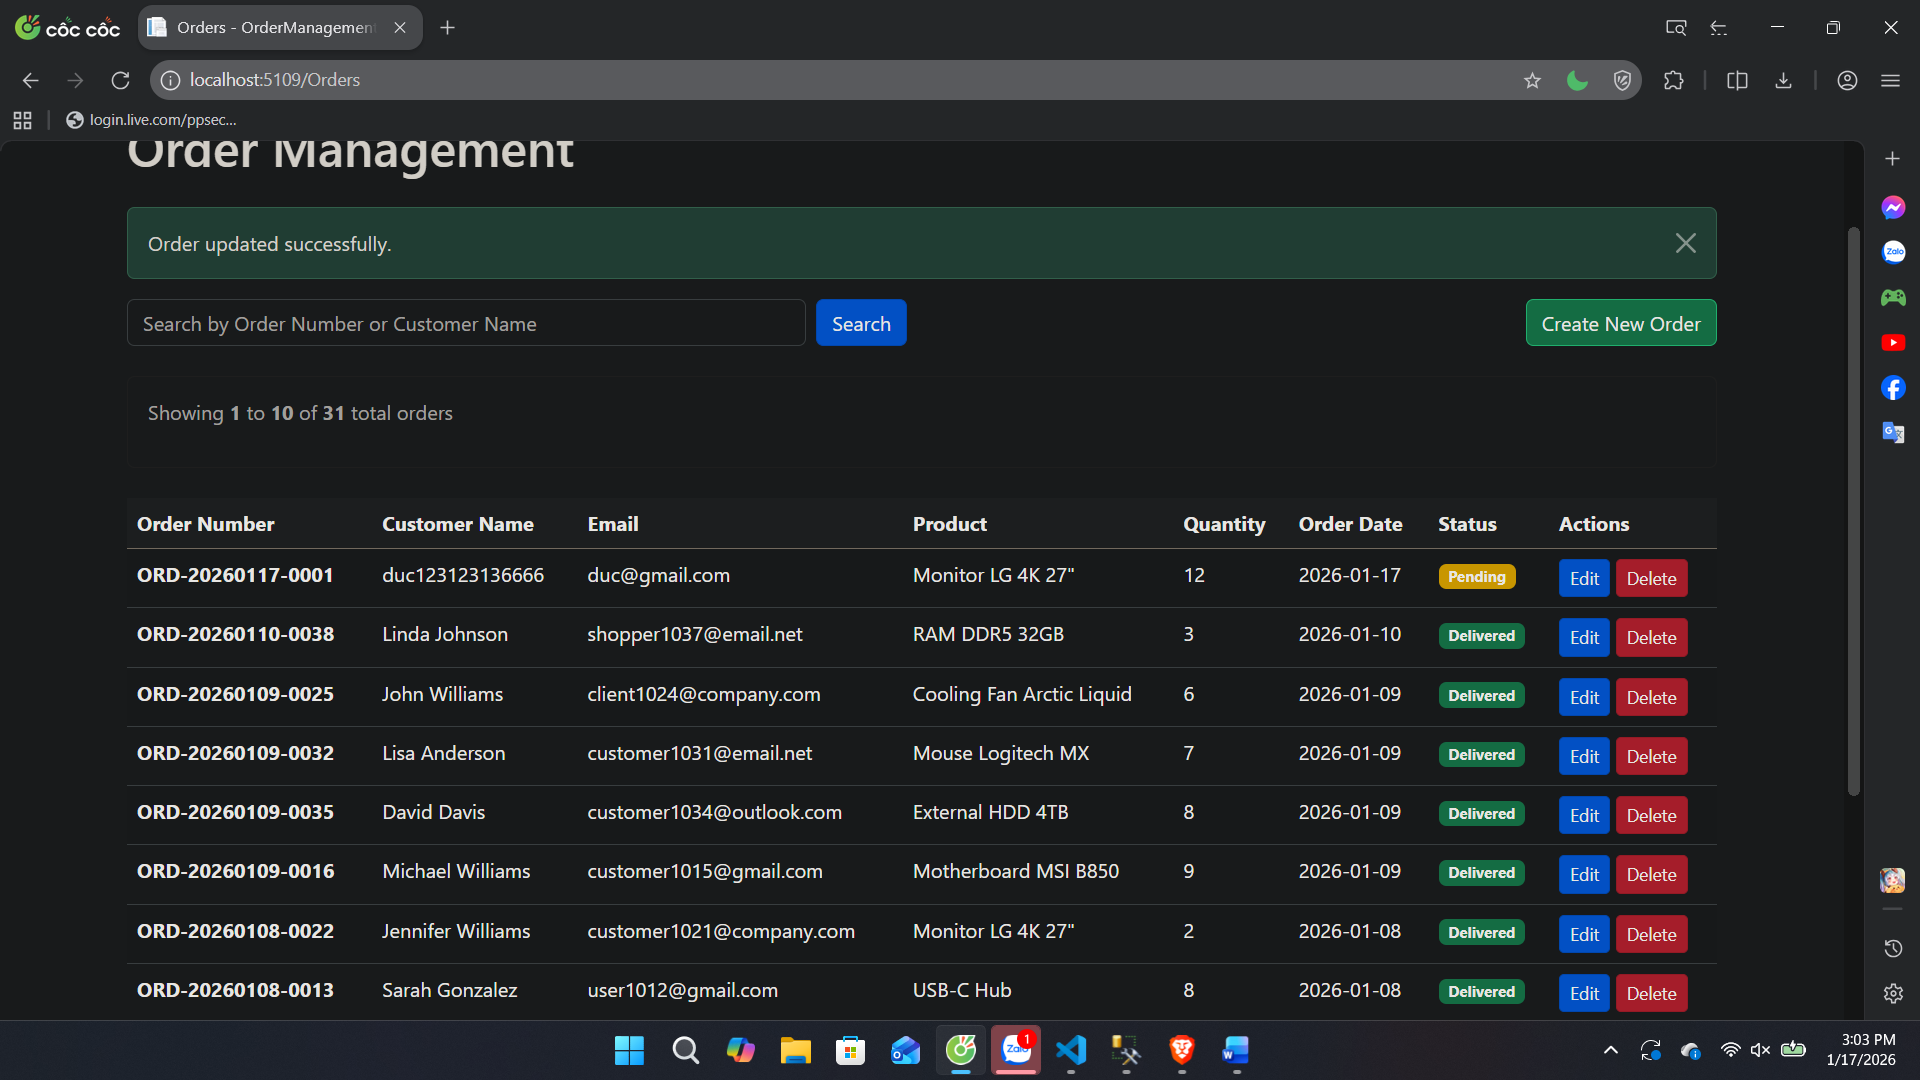 cốc cốc
Orders - OrderManagement
localhost:5109/Orders
login.live.com/ppsec...
Order Management
Order updated successfully.
Search by Order Number or Customer Name
Search
Create New Order
Showing 1 to 10 of 31 total orders
Order Number Customer Name Email Product Quantity Order Date Status Actions
ORD-20260117-0001 duc123123136666 duc@gmail.com Monitor LG 4K 27" 12 2026-01-17 Pending Edit Delete
ORD-20260110-0038 Linda Johnson shopper1037@email.net RAM DDR5 32GB 3 2026-01-10 Delivered Edit Delete
ORD-20260109-0025 John Williams client1024@company.com Cooling Fan Arctic Liquid 6 2026-01-09 Delivered Edit Delete
ORD-20260109-0032 Lisa Anderson customer1031@email.net Mouse Logitech MX 7 2026-01-09 Delivered Edit Delete
ORD-20260109-0035 David Davis customer1034@outlook.com External HDD 4TB 8 2026-01-09 Delivered Edit Delete
ORD-20260109-0016 Michael Williams customer1015@gmail.com Motherboard MSI B850 9 2026-01-09 Delivered Edit Delete
ORD-20260108-0022 Jennifer Williams customer1021@company.com Monitor LG 4K 27" 2 2026-01-08 Delivered Edit Delete
ORD-20260108-0013 Sarah Gonzalez user1012@gmail.com USB-C Hub 8 2026-01-08 Delivered Edit Delete
Zalo
Zalo
1
3:03 PM
1/17/2026